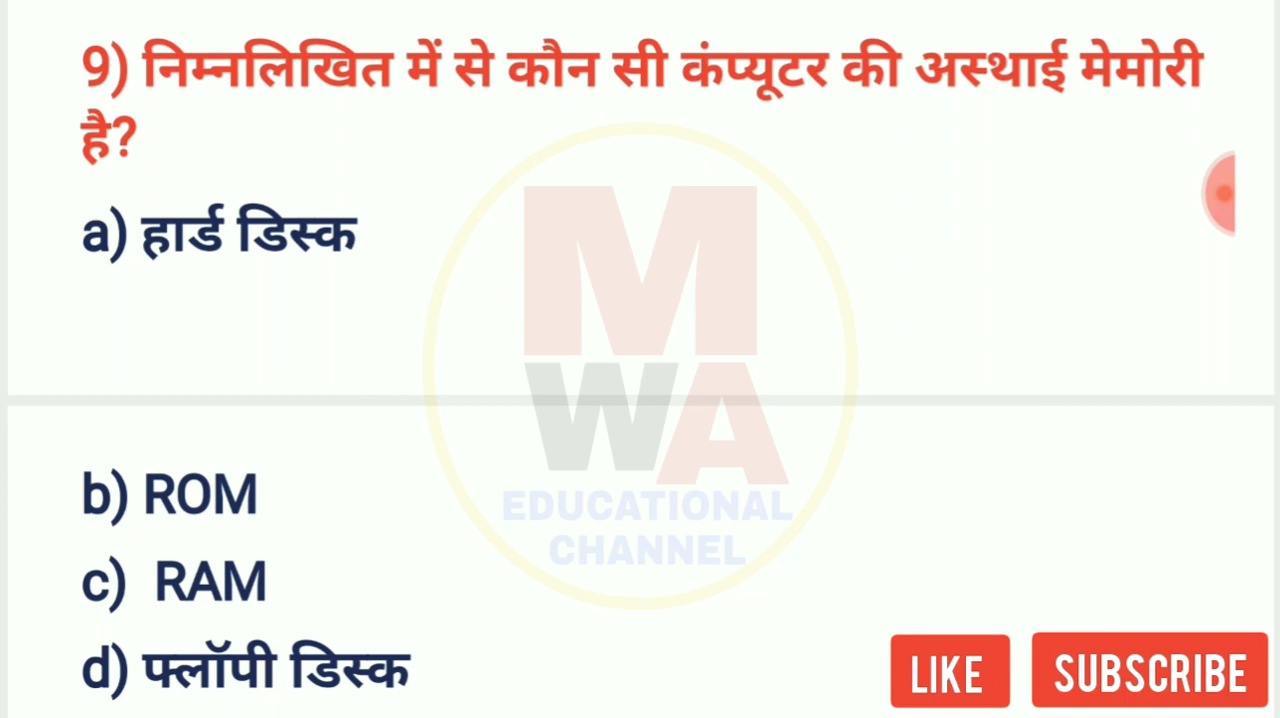 9) निम्नलिखित में से कौन सी कंप्यूटर की अस्थाई मेमोरी
है?
a) हार्ड डिस्क
M
WA
EDUCATIONAL
CHANNEL
b) ROM
c) RAM
d) फ्लॉपी डिस्क
LIKE
SUBSCRIBE